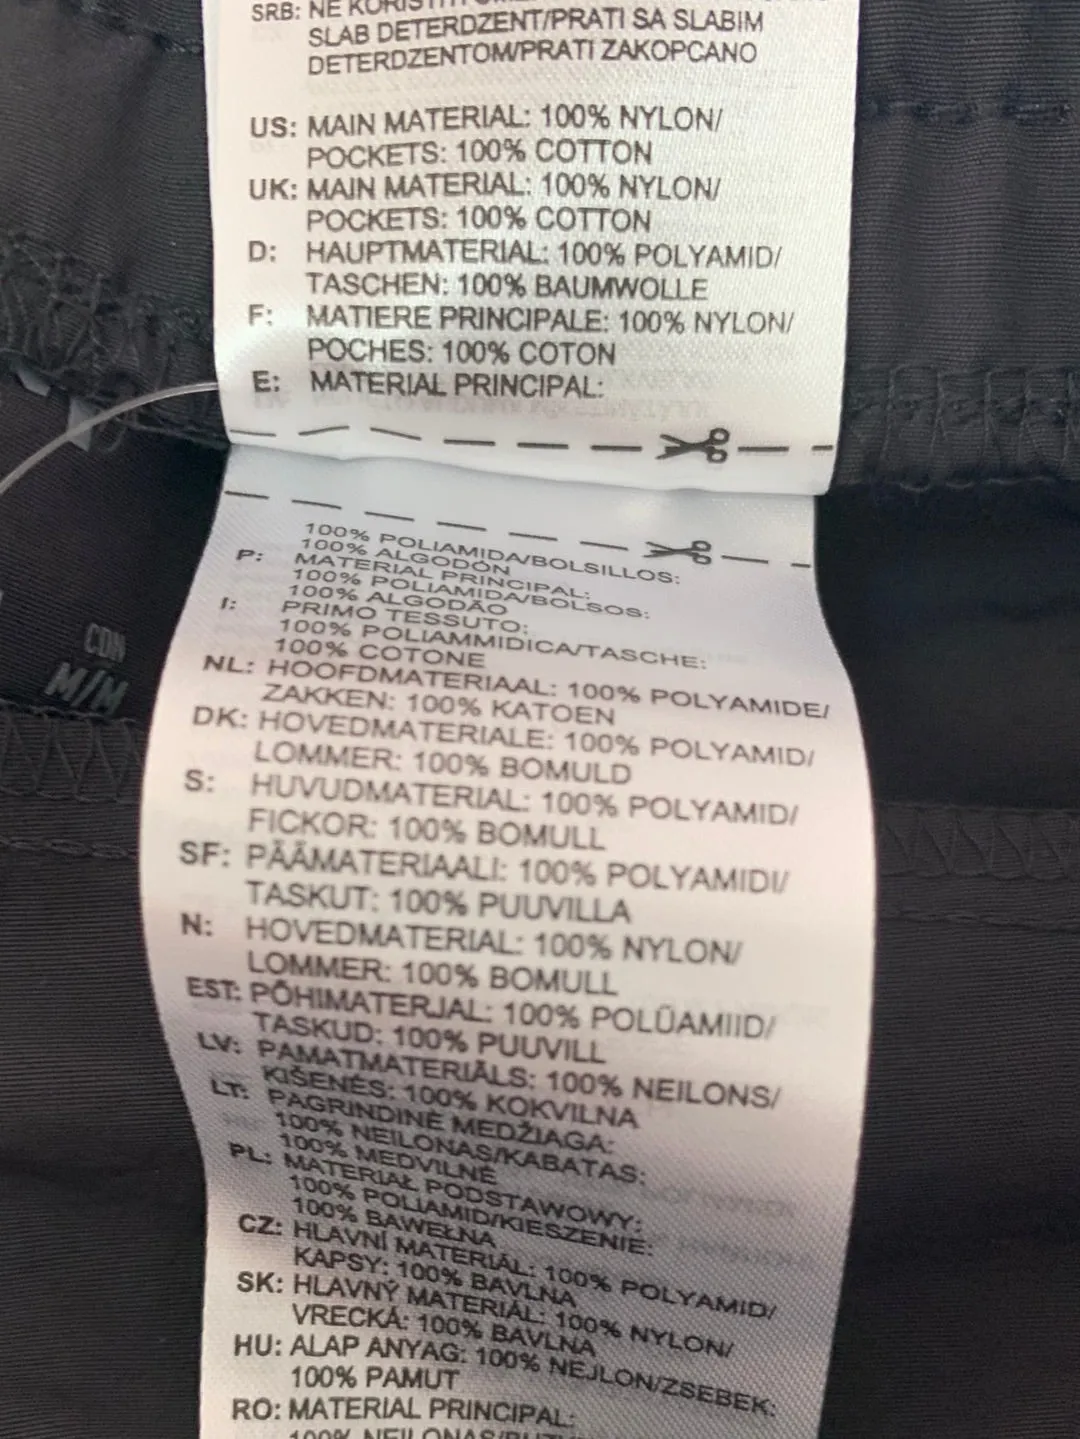 SRB: NE
SLAB DETERDZENT/PRATI SA SLABIM
DETERDZENTOM/PRATI ZAKOPCANO
US: MAIN MATERIAL: 100% NYLON/
POCKETS: 100% COTTON
UK: MAIN MATERIAL: 100% NYLON/
POCKETS: 100% COTTON
D: HAUPTMATERIAL: 100% POLYAMID/
TASCHEN: 100% BAUMWOLLE
F: MATIERE PRINCIPALE: 100% NYLON/
POCHES: 100% COTON
E: MATERIAL PRINCIPAL:
100% POLIAMIDA/BOLSILLOS:
100% ALGODÓN
P: MATERIAL PRINCIPAL:
100% POLIAMIDA/BOLSOS:
100% ALGODÃO
I: PRIMO TESSUTO:
100% POLIAMMIDICA/TASCHE:
100% COTONE
NL: HOOFDMATERIAAL: 100% POLYAMIDE/
ZAKKEN: 100% KATOEN
DK: HOVEDMATERIALE: 100% POLYAMID/
LOMMER: 100% BOMULD
S: HUVUDMATERIAL: 100% POLYAMID/
FICKOR: 100% BOMULL
SF: PÄÄMATERIAALI: 100% POLYAMIDI/
TASKUT: 100% PUUVILLA
N: HOVEDMATERIAL: 100% NYLON/
LOMMER: 100% BOMULL
EST: PÕHIMATERJAL: 100% POLÜAMIID/
TASKUD: 100% PUUVILL
LV: PAMATMATERIĀLS: 100% NEILONS/
KIŠENĖS: 100% KOKVILNA
LT: PAGRINDINĖ MEDŽIAGA:
100% NEILONAS/KABATAS:
100% MEDVILNĖ
PL: MATERIAŁ PODSTAWOWY:
100% POLIAMID/KIESZENIE:
100% BAWEŁNA
CZ: HLAVNÍ MATERIÁL: 100% POLYAMID/
KAPSY: 100% BAVLNA
SK: HLAVNÝ MATERIÁL: 100% NYLON/
VRECKÁ: 100% BAVLNA
HU: ALAP ANYAG: 100% NEJLON/ZSEBEK:
100% PAMUT
RO: MATERIAL PRINCIPAL:
CDN
M/M